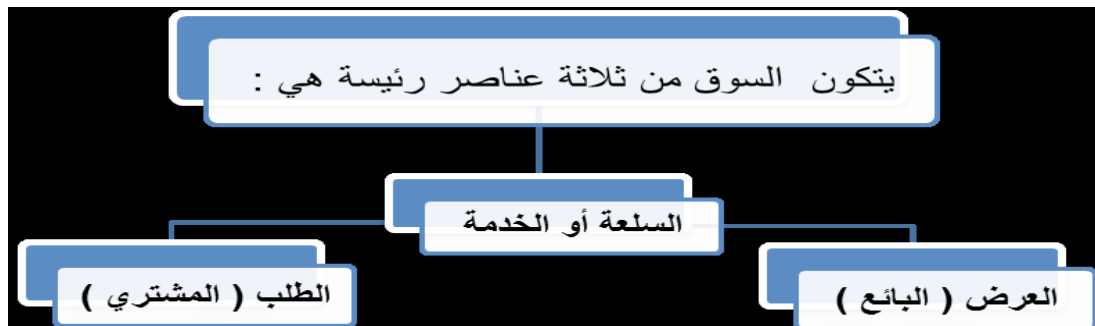 يتكون السوق من ثلاثة عناصر رئيسة هي :
السلعة أو الخدمة
العرض ( البائع )
الطلب ( المشتري )